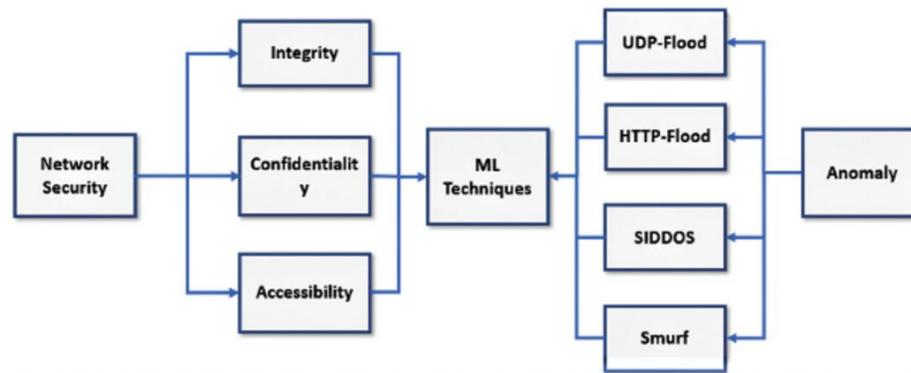 Network
Security
Integrity
Confidentialit
y
Accessibility
ML
Techniques
UDP-Flood
HTTP-Flood
SIDDOS
Smurf
Anomaly